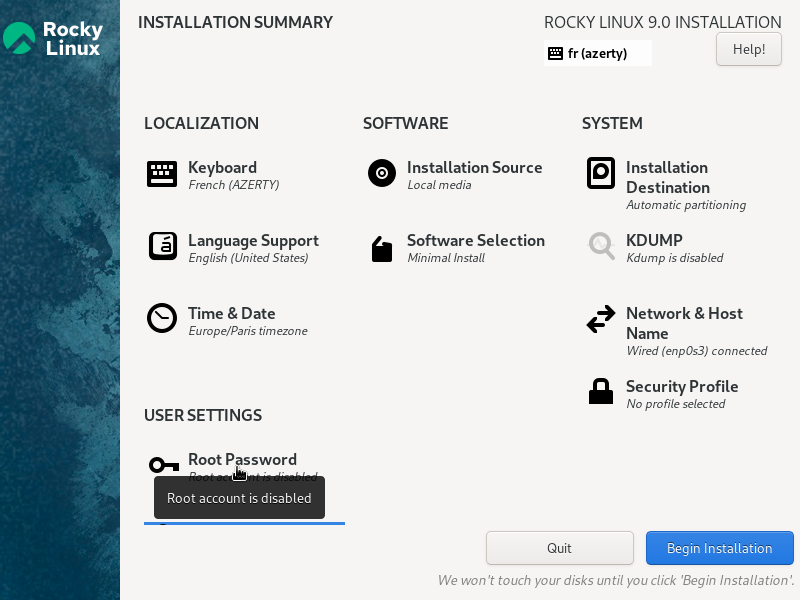 Rocky
Linux
INSTALLATION SUMMARY
ROCKY LINUX 9.0 INSTALLATION
fr (azerty)
Help!
LOCALIZATION
Keyboard
French (AZERTY)
Language Support
English (United States)
Time & Date
Europe/Paris timezone
SOFTWARE
Installation Source
Local media
Software Selection
Minimal Install
SYSTEM
Installation
Destination
Automatic partitioning
KDUMP
Kdump is disabled
Network & Host
Name
Wired (enp0s3) connected
Security Profile
No profile selected
USER SETTINGS
Root Password
Root account is disabled
Root account is disabled
Quit
Begin Installation
We won't touch your disks until you click 'Begin Installation'.